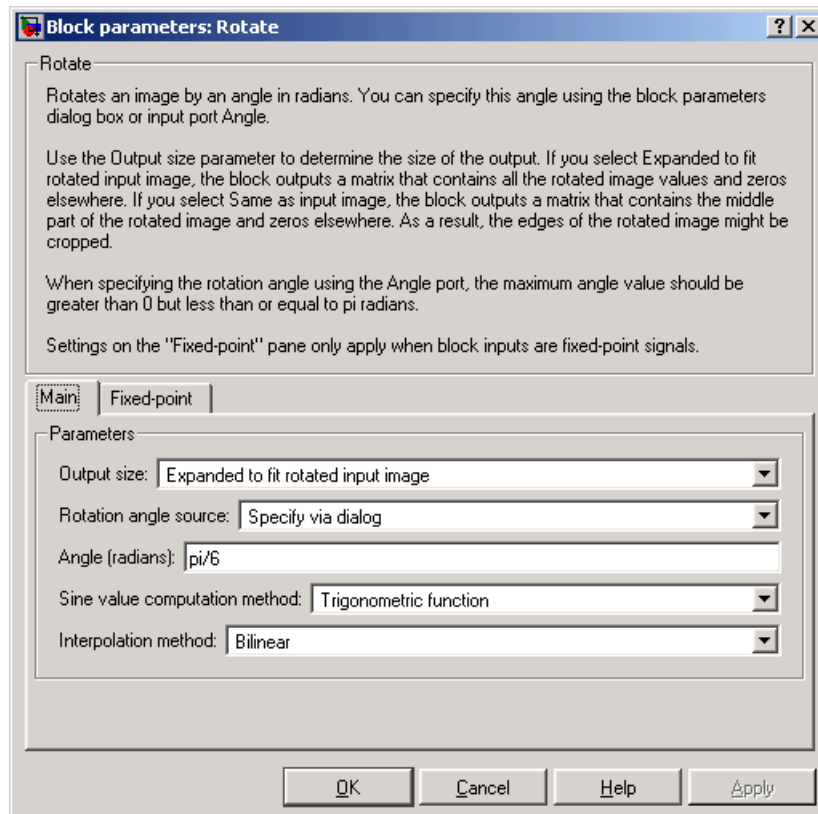 Block parameters: Rotate
Rotate
Rotates an image by an angle in radians. You can specify this angle using the block parameters
dialog box or input port Angle.
Use the Output size parameter to determine the size of the output. If you select Expanded to fit
rotated input image, the block outputs a matrix that contains all the rotated image values and zeros
elsewhere. If you select Same as input image, the block outputs a matrix that contains the middle
part of the rotated image and zeros elsewhere. As a result, the edges of the rotated image might be
cropped.
When specifying the rotation angle using the Angle port, the maximum angle value should be
greater than 0 but less than or equal to pi radians.
Settings on the "Fixed-point" pane only apply when block inputs are fixed-point signals.
Main Fixed-point
Parameters
Output size: Expanded to fit rotated input image
Rotation angle source: Specify via dialog
Angle (radians): pi/6
Sine value computation method: Trigonometric function
Interpolation method: Bilinear
OK Cancel Help Apply